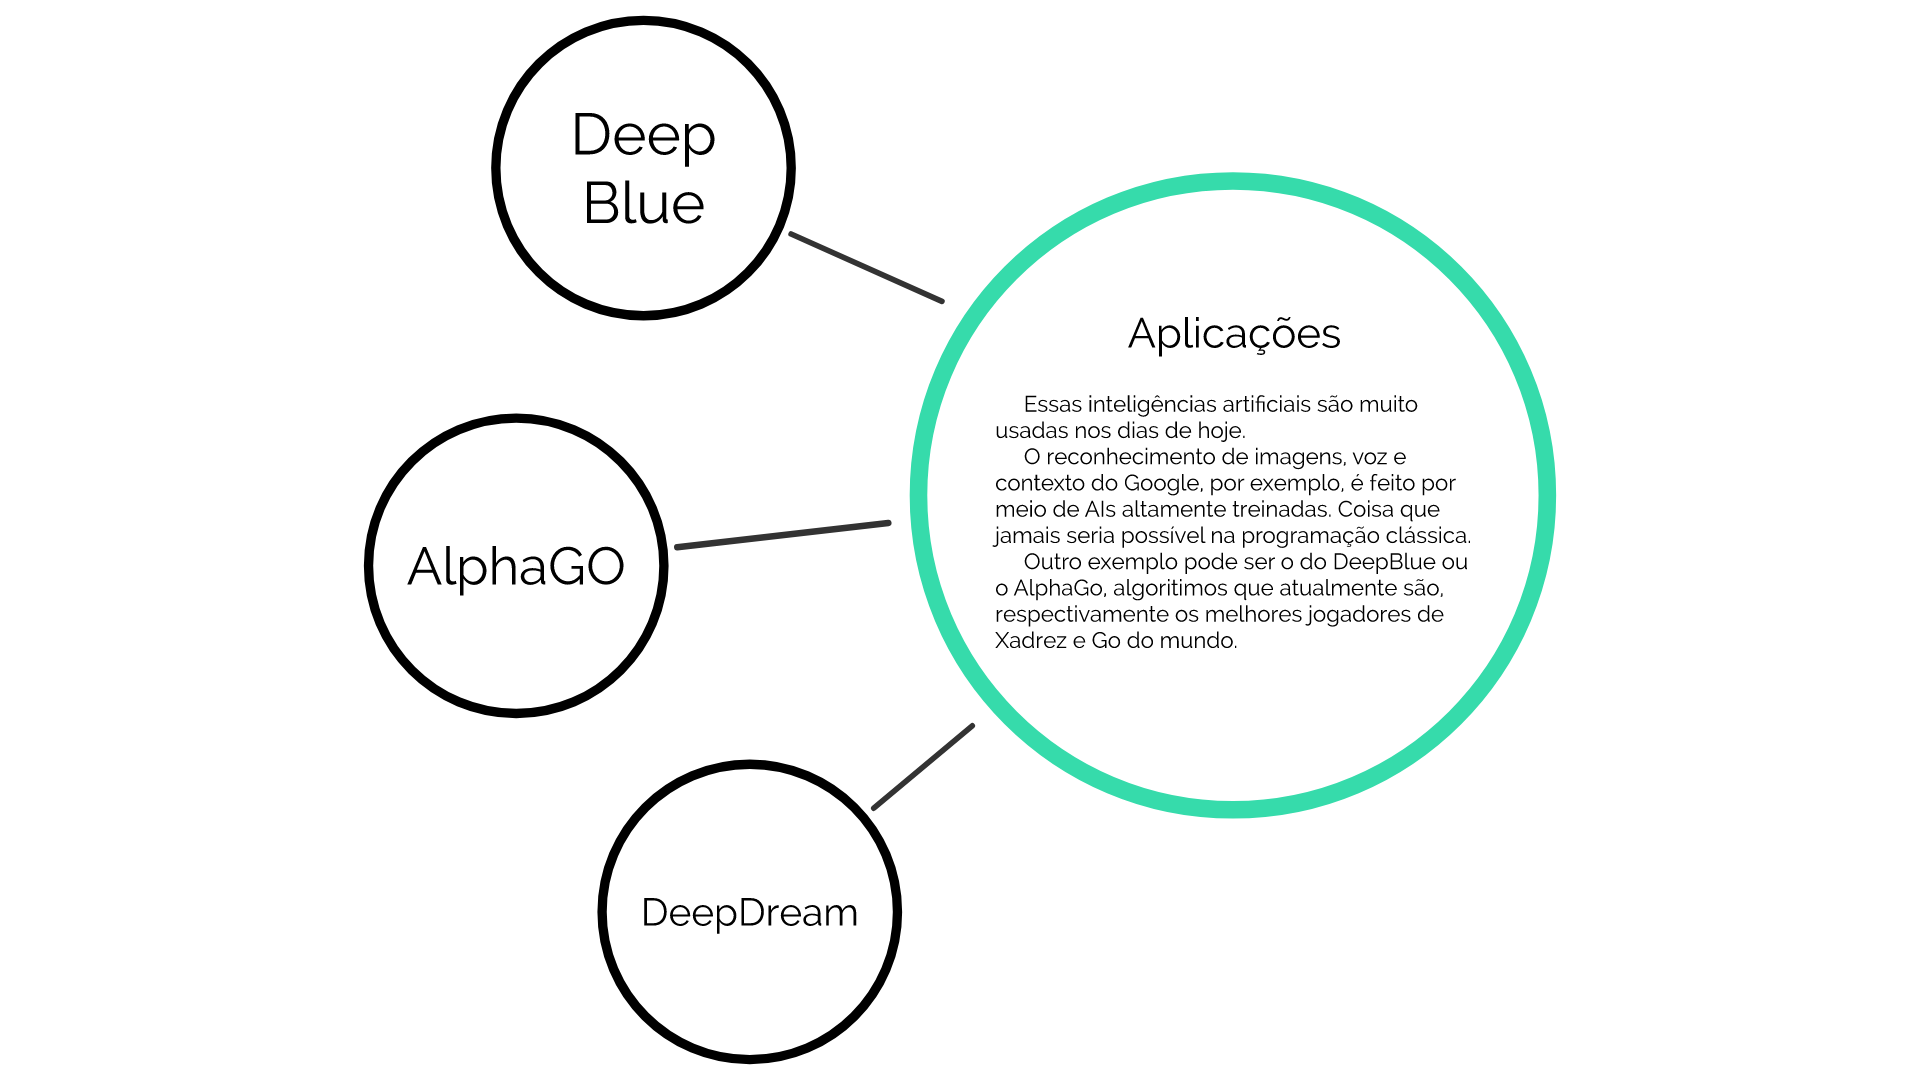 Deep
Blue
AlphaGO
DeepDream
Aplicações
Essas inteligências artificiais são muito
usadas nos dias de hoje.
O reconhecimento de imagens, voz e
contexto do Google, por exemplo, é feito por
meio de AIs altamente treinadas. Coisa que
jamais seria possível na programação clássica.
Outro exemplo pode ser o do DeepBlue ou
o AlphaGo, algoritimos que atualmente são,
respectivamente os melhores jogadores de
Xadrez e Go do mundo.